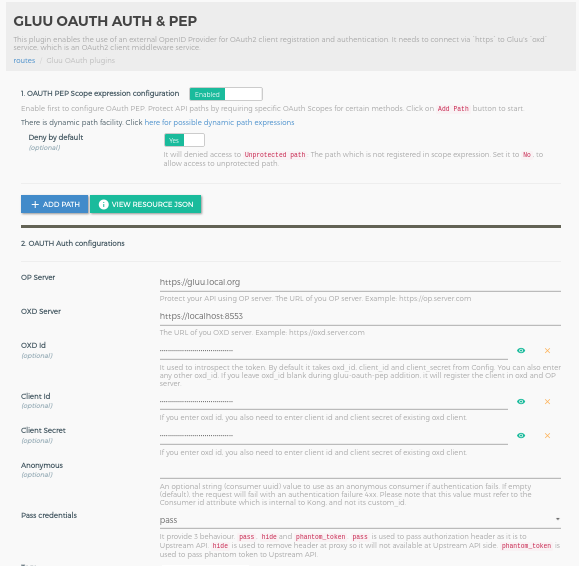 GLUU OAUTH AUTH & PEP
This plugin enables the use of an external OpenID Provider for OAuth2 client registration and authentication. It needs to connect via `https` to Gluu's `oxd`
service, which is an OAuth2 client middleware service.
routes / Gluu OAuth plugins
1. OAUTH PEP Scope expression configuration Enabled
Enable first to configure OAuth PEP. Protect API paths by requiring specific OAuth Scopes for certain methods. Click on Add Path button to start
There is dynamic path facility. Click here for possible dynamic path expressions
Deny by default Yes
(optional)
It will denied access to Unprotected path. The path which is not registered in scope expression. Set it to No to
allow access to unprotected path
+ ADD PATH VIEW RESOURCE JSON
2. OAUTH Auth configurations
OP Server
https://gluu.local.org
Protect your API using OP server. The URL of you OP server. Example: https://op.server.com
OXD Server
https://localhost:8553
The URL of you OXD server. Example: https://oxd.server.com
OXD Id
(optional)
It used to introspect the token. By default it takes oxd_id, client_id and client_secret from Config. You can also enter
any other oxd_id. If you leave oxd_id blank during gluu-oauth-pep addition, it will register the client in oxd and OP
server.
Client Id
(optional)
If you enter oxd id, you also need to enter client id and client secret of existing oxd client.
Client Secret
(optional)
If you enter oxd id, you also need to enter client id and client secret of existing oxd client.
Anonymous
(optional)
An optional string (consumer uuid) value to use as an anonymous consumer if authentication fails. If empty
(default), the request will fail with an authentication failure 4xx. Please note that this value must refer to the
Consumer id attribute which is internal to Kong, and not its custom_id.
Pass credentials
pass
It provide 3 behaviour. pass, hide and phantom_token. pass is used to pass authorization header as it is to
Upstream API. hide is used to remove header at proxy so it will not available at Upstream API side. phantom_token is
used to pass phantom token to Upstream API.